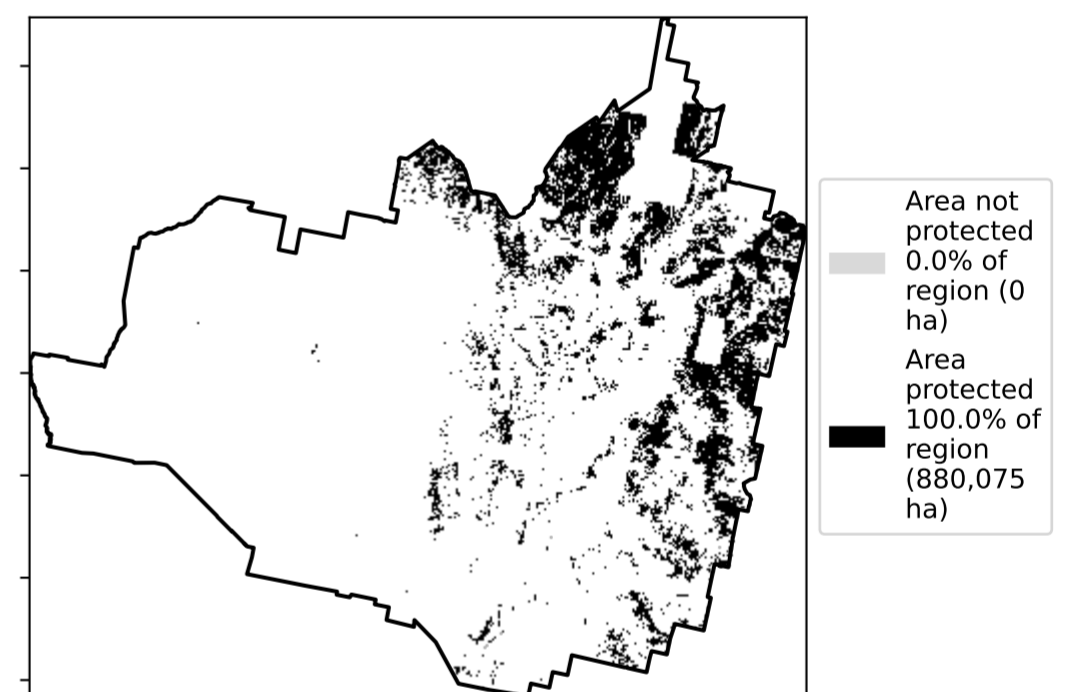 Area not
protected
0.0% of
region (0
ha)
Area
protected
100.0% of
region
(880,075
ha)